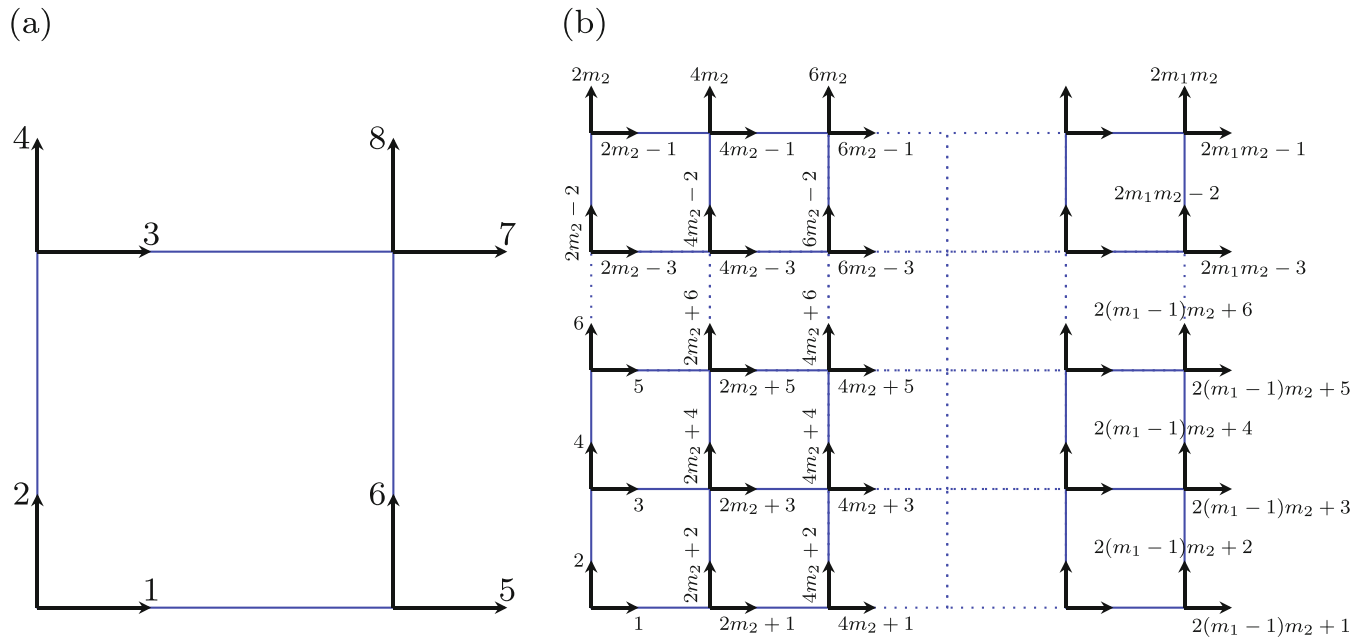 (a)
(b)
4
8
3
7
2
6
1
5
2m₂
4m₂
6m₂
2m₁m₂
2m₂ − 1
4m₂ − 1
6m₂ − 1
2m₁m₂ − 1
2m₂ − 2
4m₂ − 2
6m₂ − 2
2m₁m₂ − 2
2m₂ − 3
4m₂ − 3
6m₂ − 3
2m₁m₂ − 3
6
2m₂ + 6
4m₂ + 6
2(m₁ − 1)m₂ + 6
5
2m₂ + 5
4m₂ + 5
2(m₁ − 1)m₂ + 5
4
2m₂ + 4
4m₂ + 4
2(m₁ − 1)m₂ + 4
3
2m₂ + 3
4m₂ + 3
2(m₁ − 1)m₂ + 3
2
2m₂ + 2
4m₂ + 2
2(m₁ − 1)m₂ + 2
1
2m₂ + 1
4m₂ + 1
2(m₁ − 1)m₂ + 1